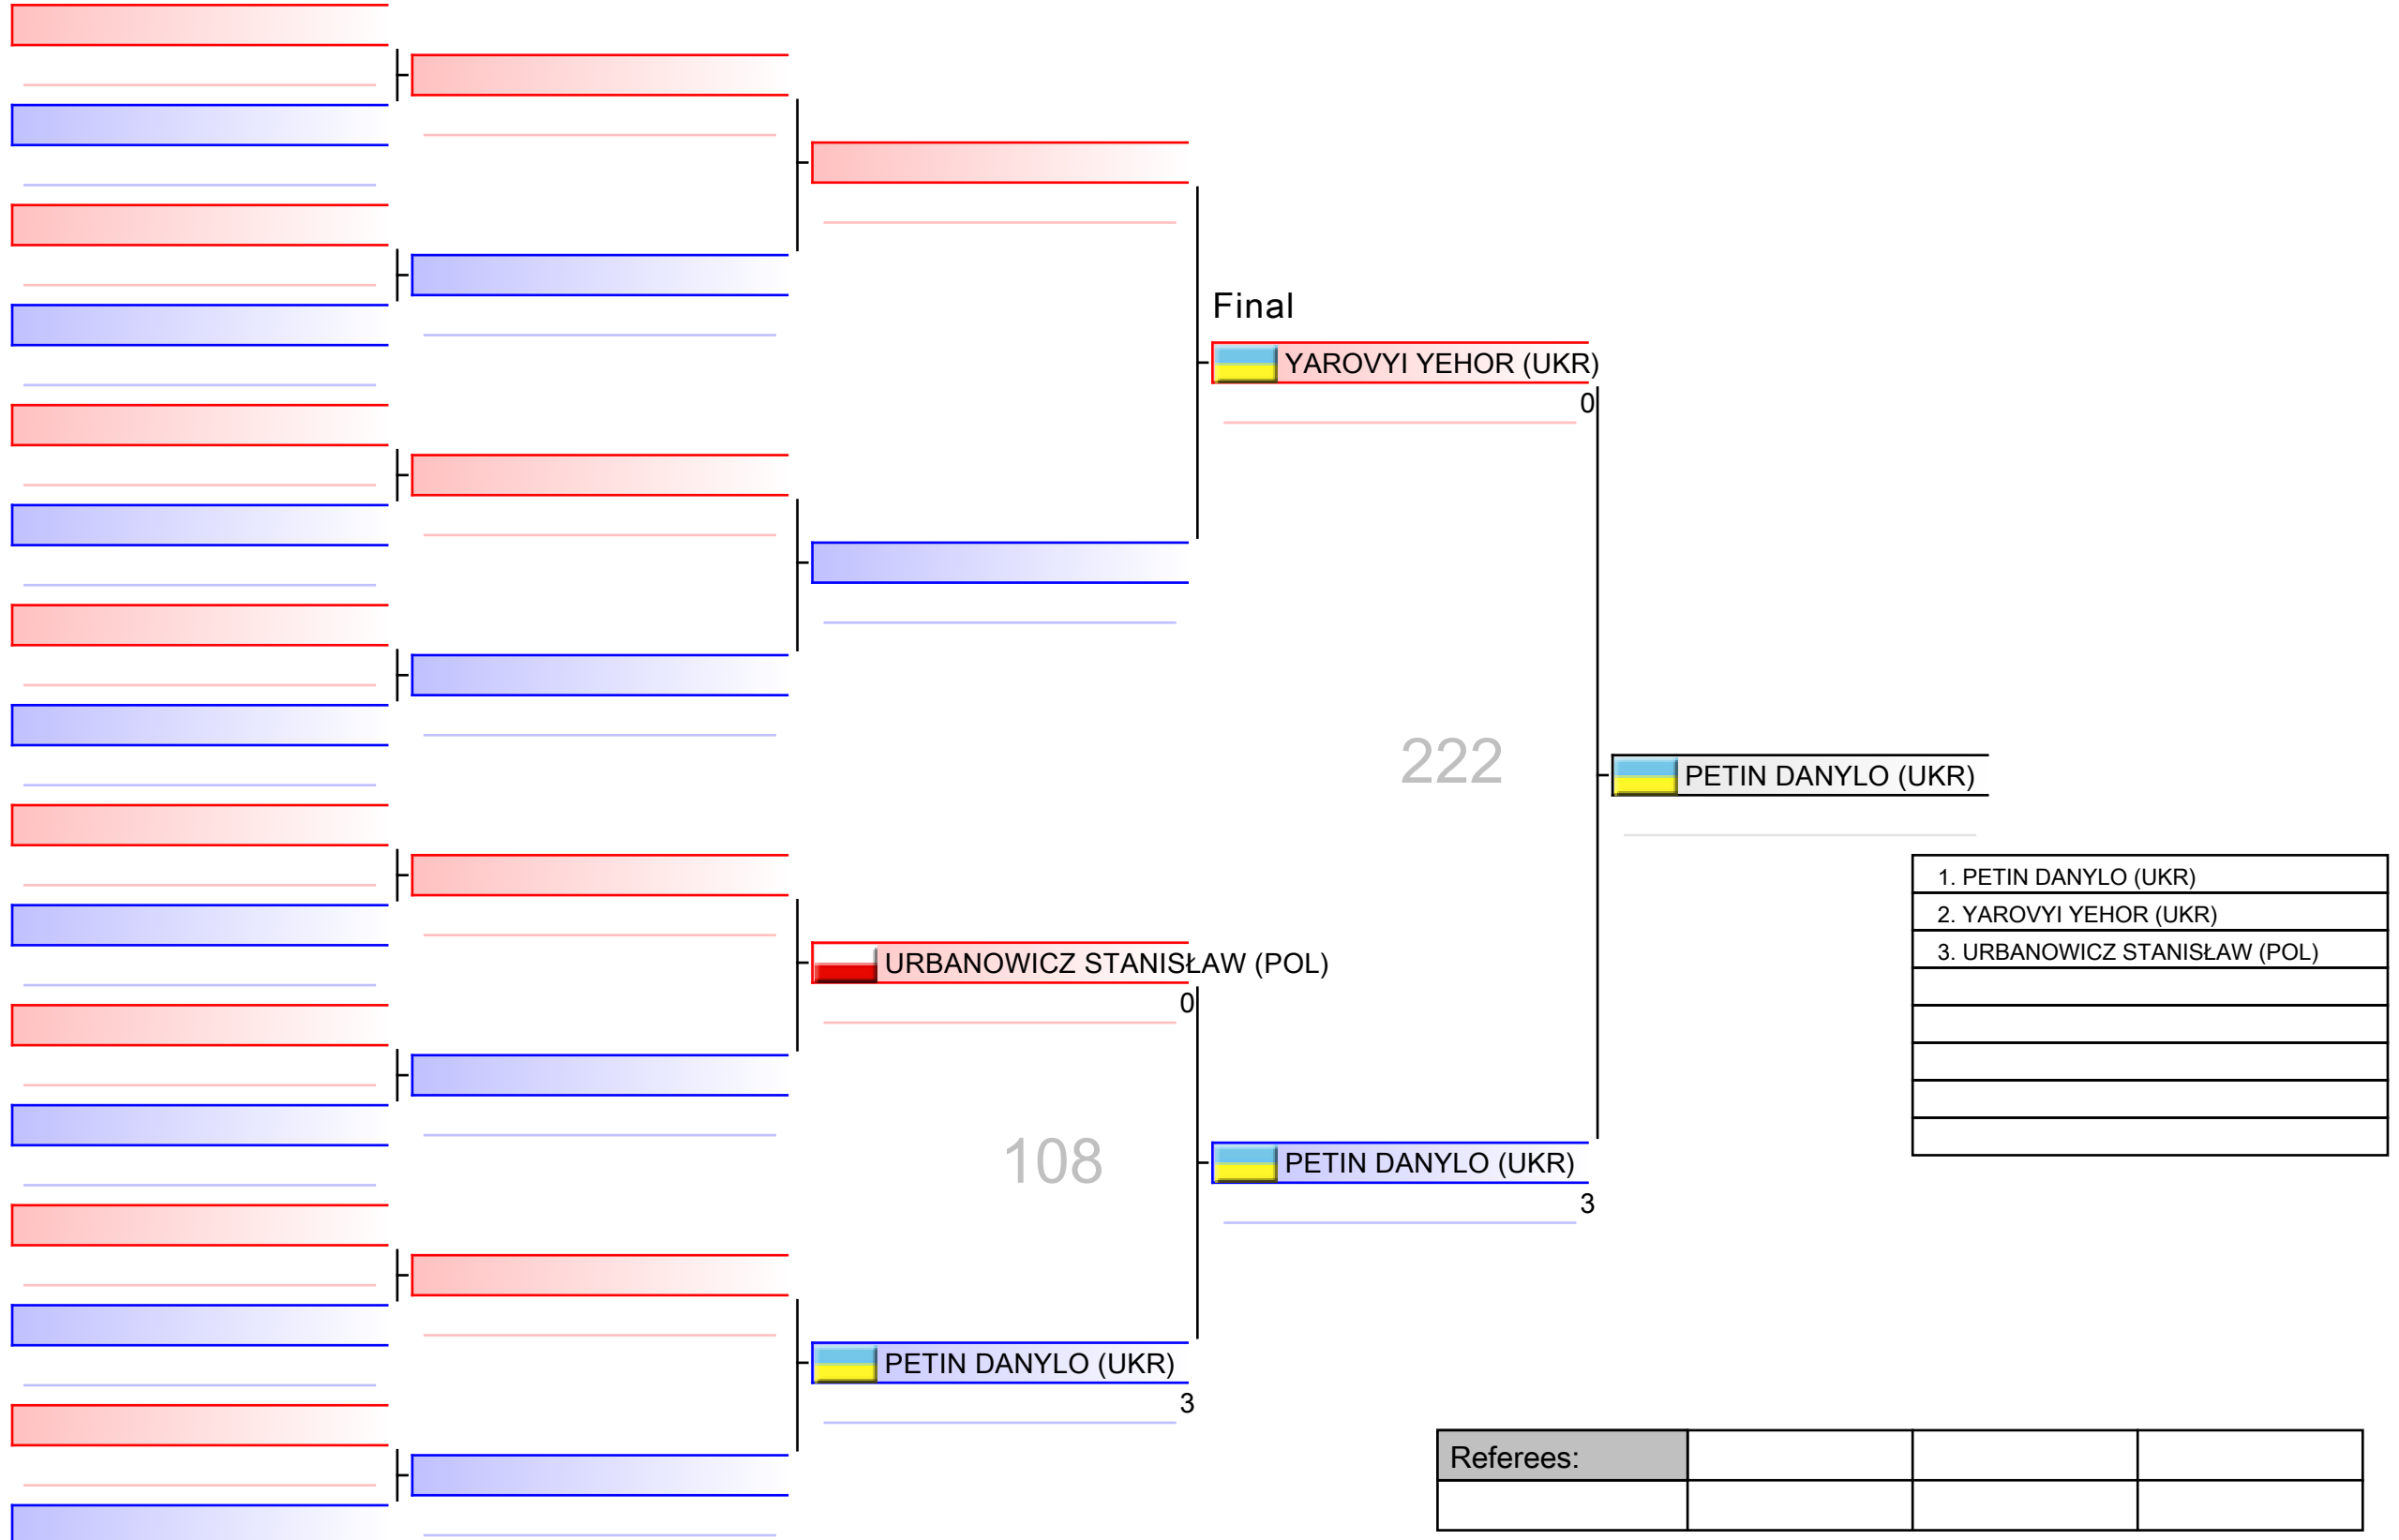 Final
YAROVYI YEHOR (UKR)
0
222
PETIN DANYLO (UKR)
1. PETIN DANYLO (UKR)
2. YAROVYI YEHOR (UKR)
3. URBANOWICZ STANISŁAW (POL)
URBANOWICZ STANISŁAW (POL)
0
108
PETIN DANYLO (UKR)
3
PETIN DANYLO (UKR)
3
Referees: